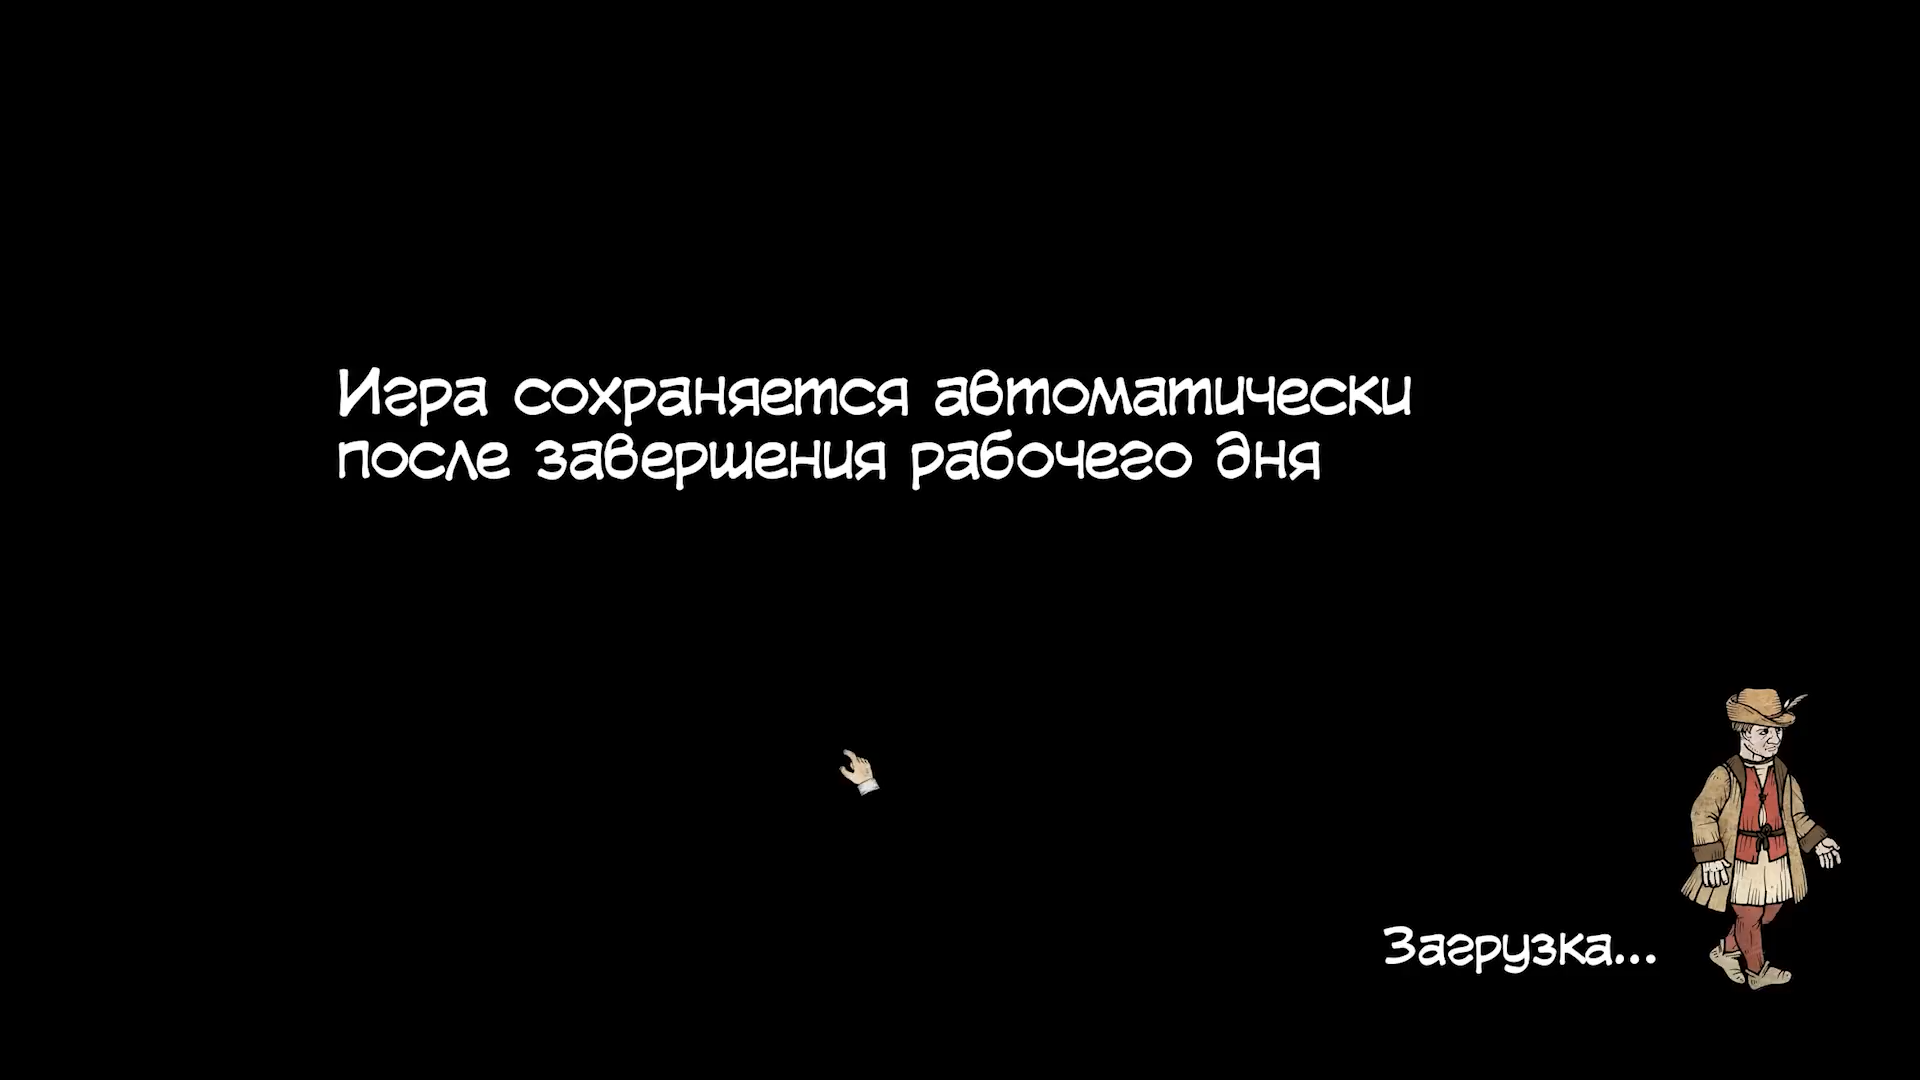 Игра сохраняется автоматически
после завершения рабочего дня
Загрузка...